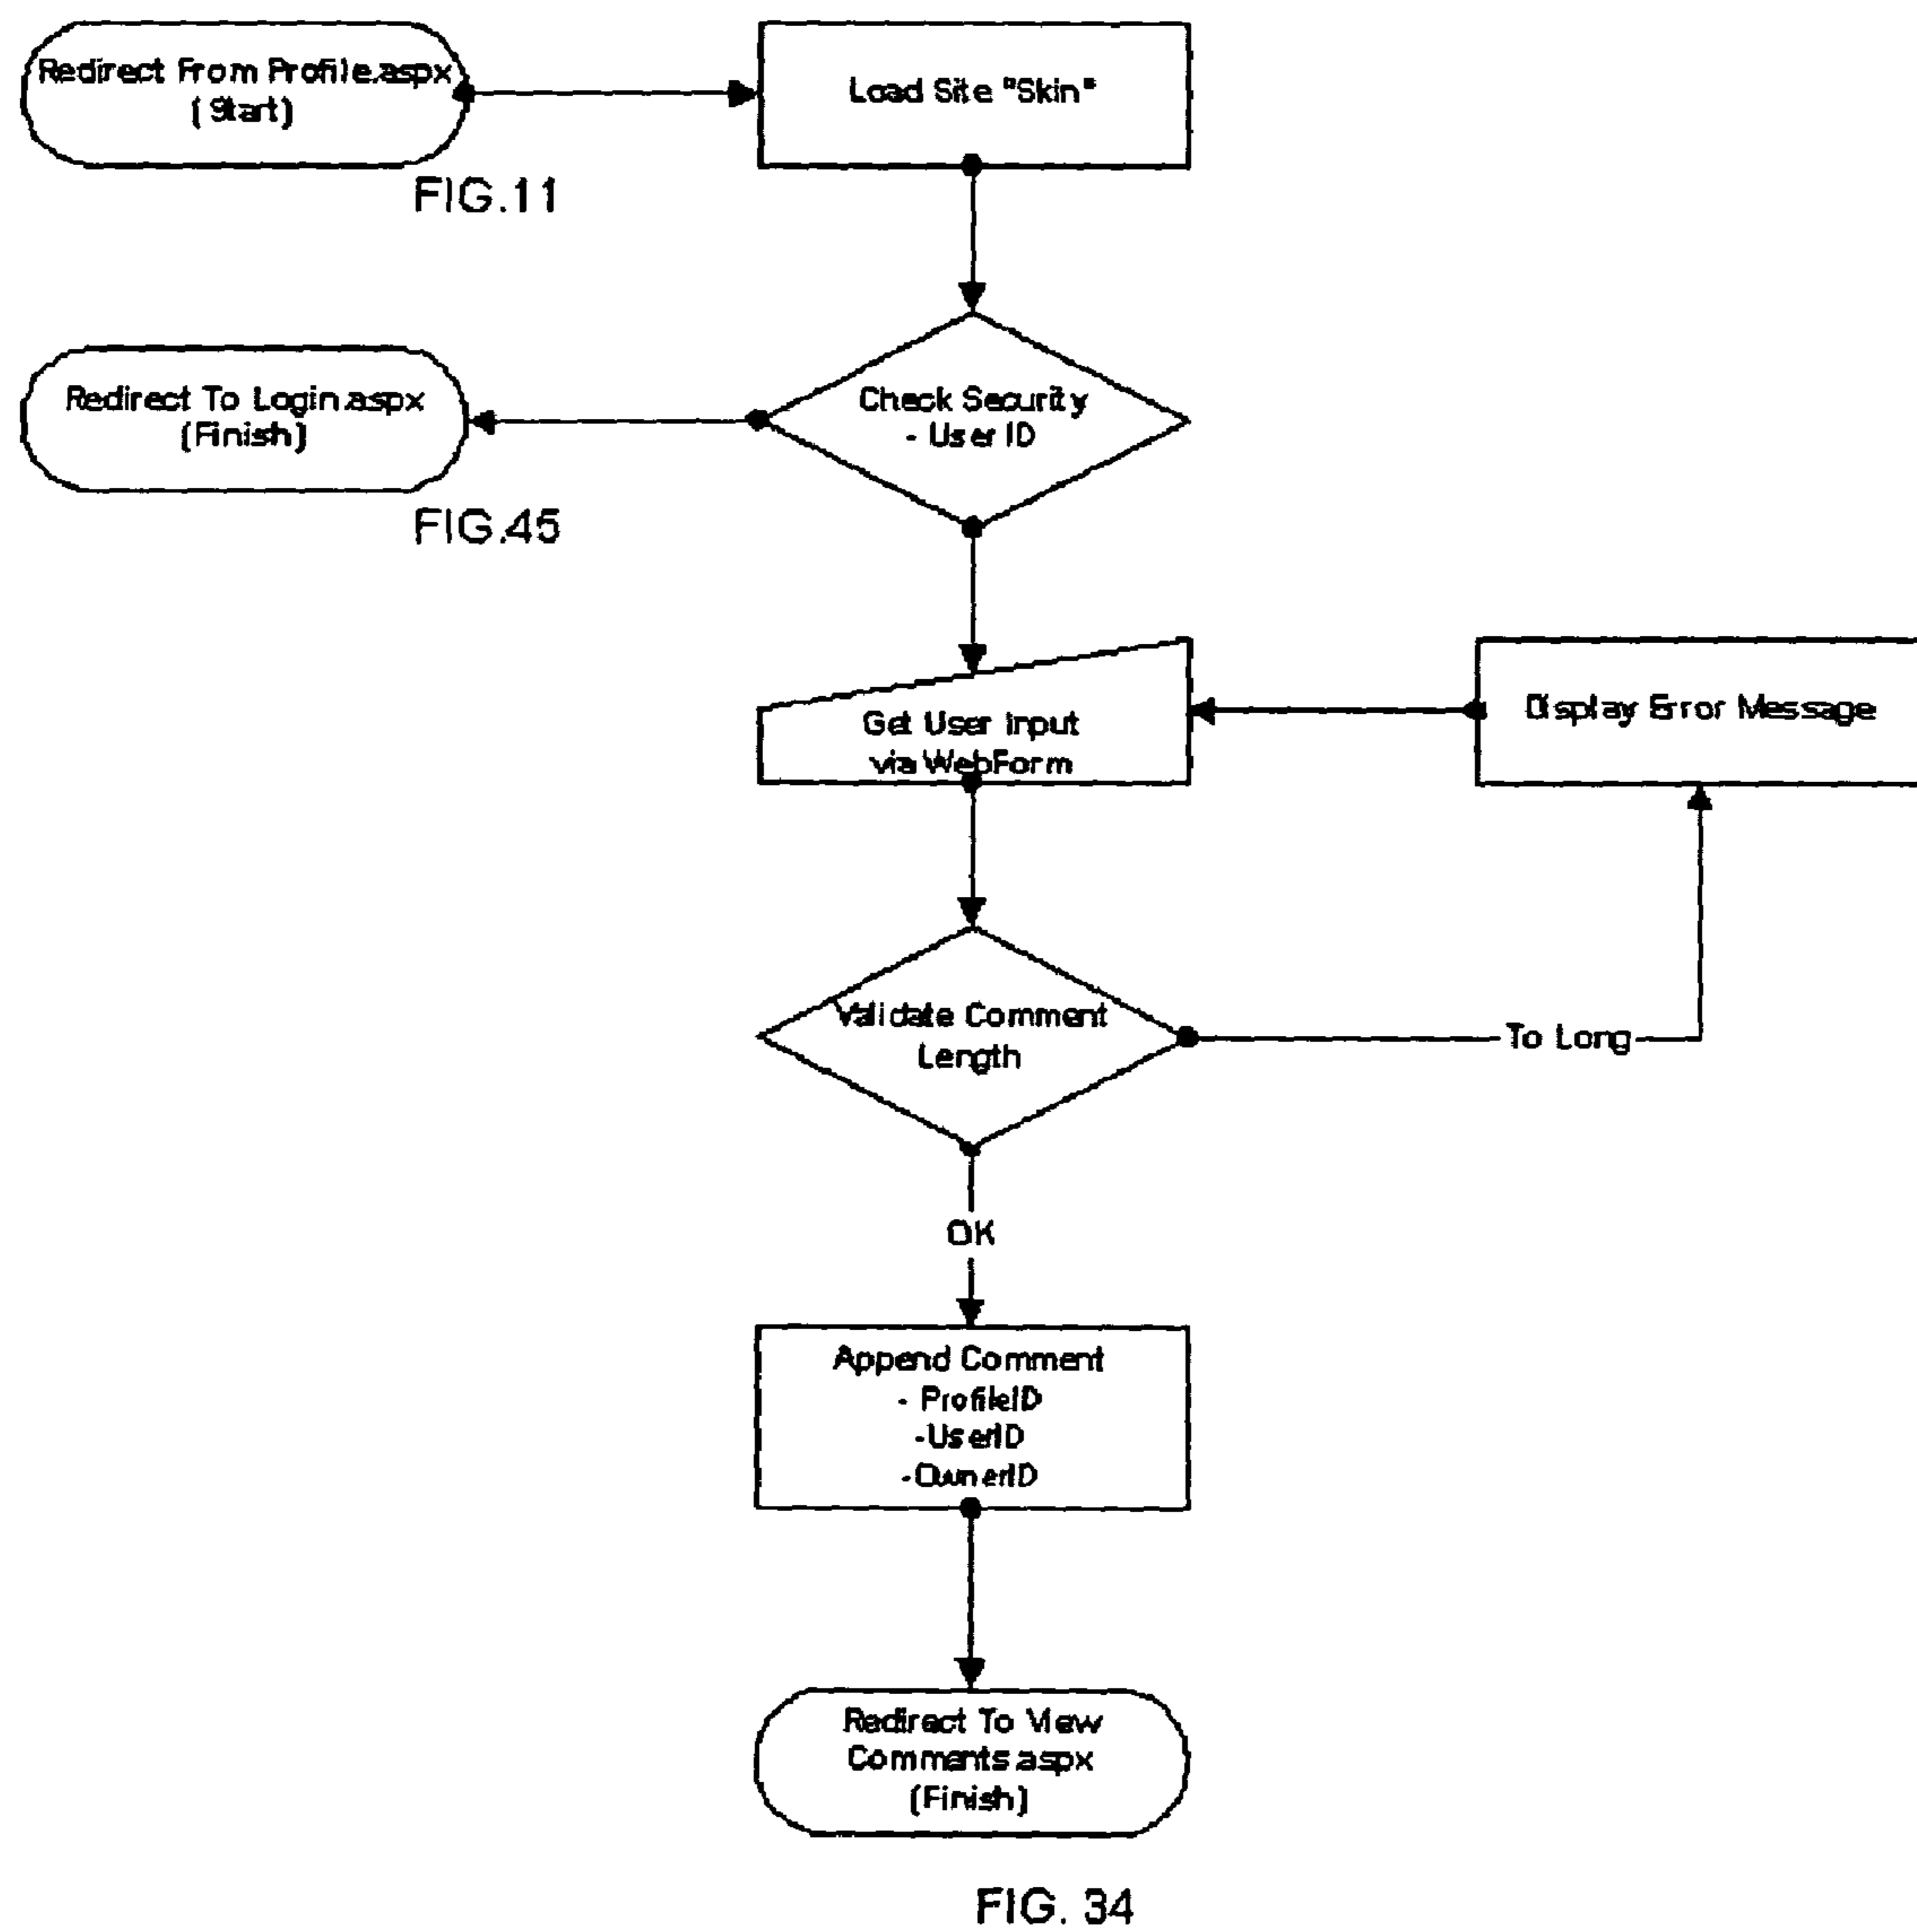 Redirect From Profile.aspx
(Start)
Load Site "Skin"
FIG.11
Redirect To Login.aspx
(Finish)
Check Security
- User ID
FIG.45
Get User Input
via WebForm
Display Error Message
Validate Comment
Length
To Long
OK
Append Comment
- ProfileID
-UserID
-OwnerID
Redirect To View
Comments.aspx
(Finish)
FIG. 34